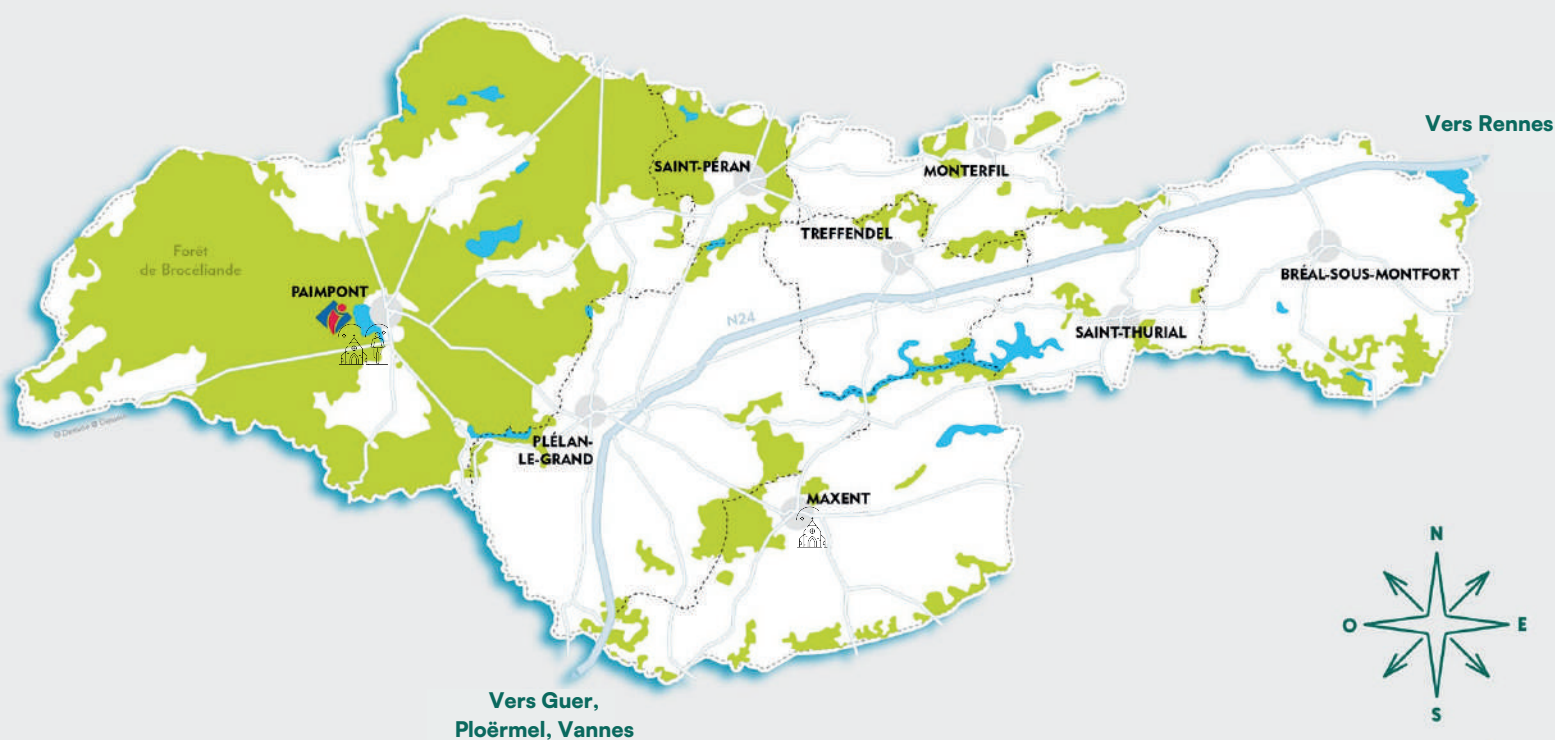 Vers Rennes
SAINT-PÉRAN
MONTERFIL
TREFFENDEL
Forêt
de Brocéliande
BRÉAL-SOUS-MONTFORT
PAIMPONT
N24
SAINT-THURIAL
PLÉLAN-
LE-GRAND
MAXENT
N
O
E
S
Vers Guer,
Ploërmel, Vannes